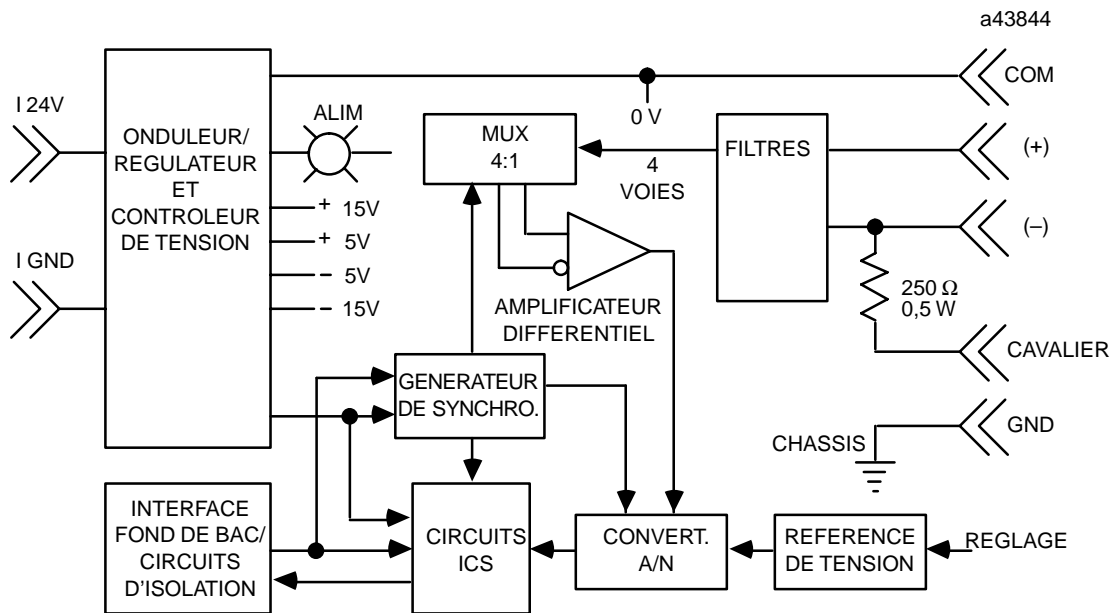 a43844
COM
I 24V
ALIM
ONDULEUR/
REGULATEUR
ET
CONTROLEUR
DE TENSION
0 V
MUX
4:1
FILTRES
(+)
4
VOIES
+ 15V
+ 5V
(–)
I GND
– 5V
– 15V
250 Ω
0,5 W
AMPLIFICATEUR
DIFFERENTIEL
CAVALIER
GENERATEUR
DE SYNCHRO.
GND
CHASSIS
INTERFACE
FOND DE BAC/
CIRCUITS
D'ISOLATION
CIRCUITS
ICS
CONVERT.
A/N
REFERENCE
DE TENSION
REGLAGE